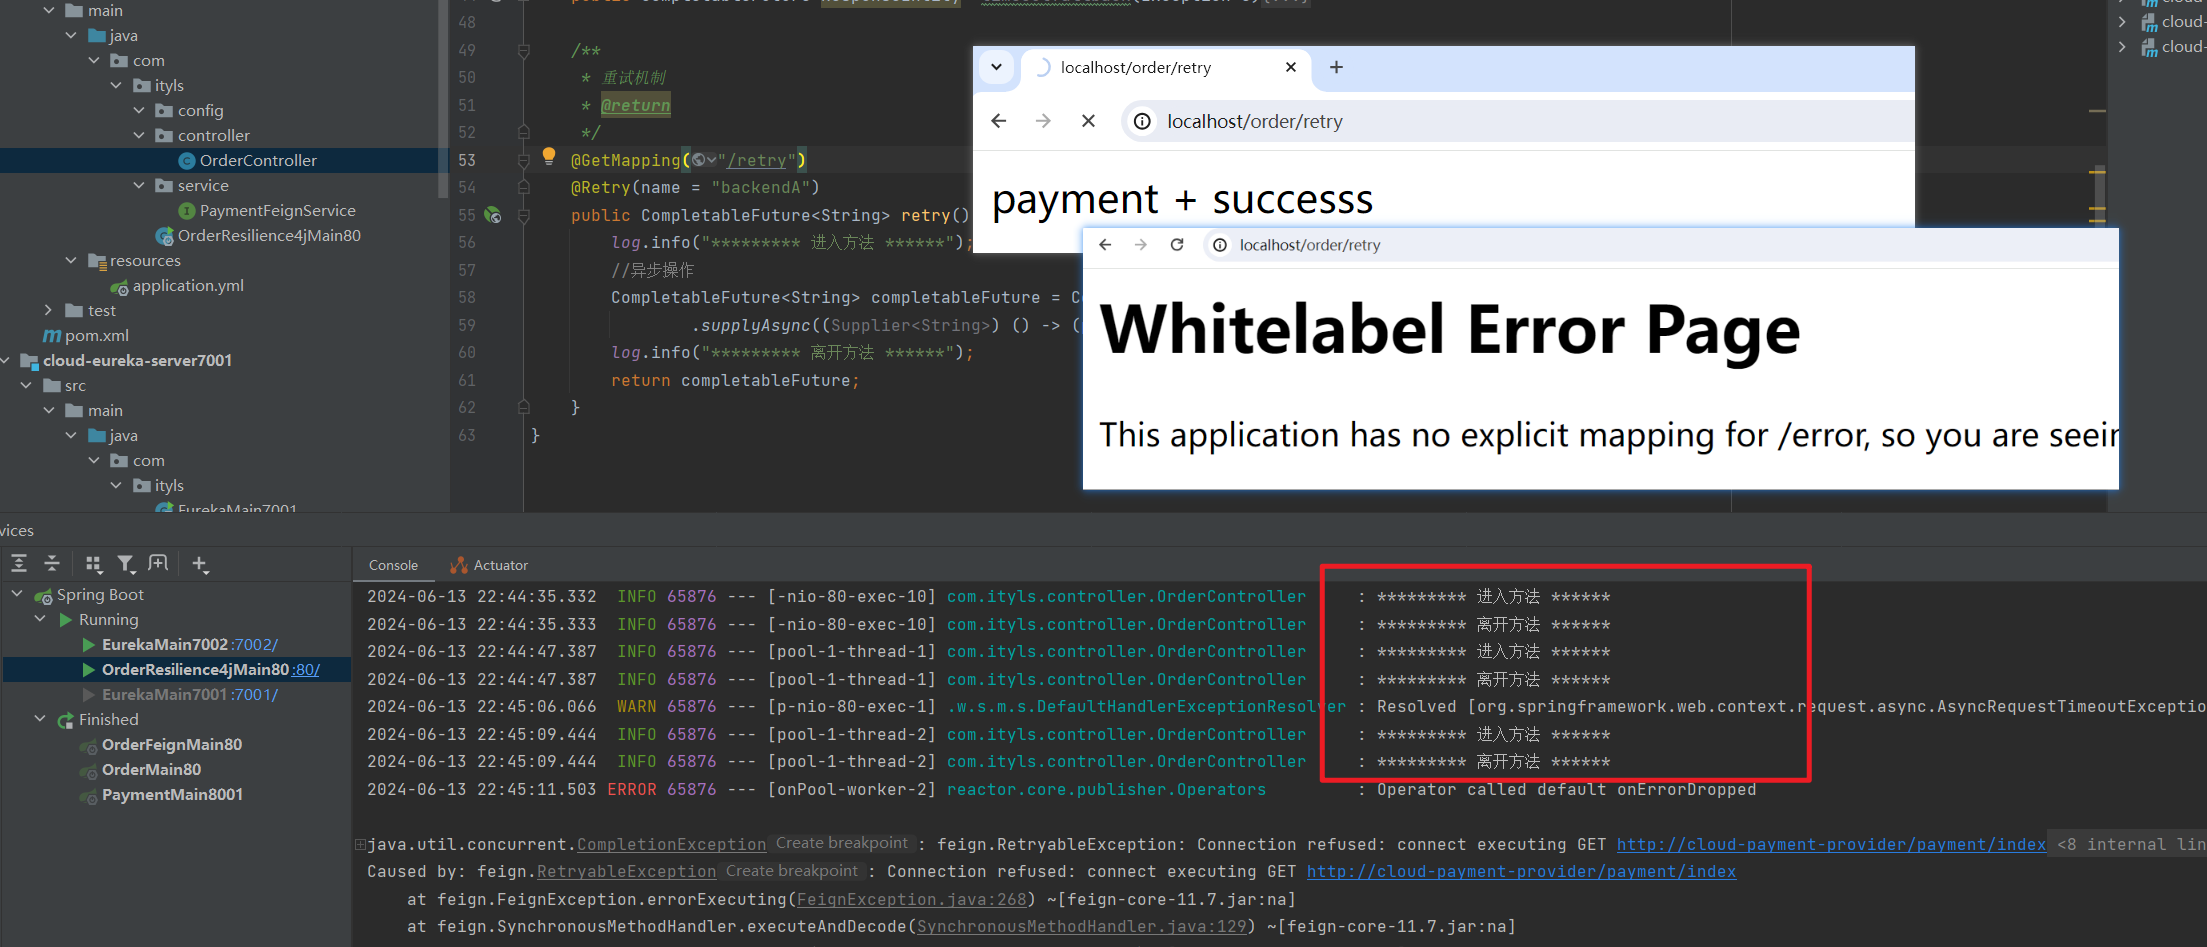 main
java
com
ityls
config
controller
OrderController
service
PaymentFeignService
OrderResilience4jMain80
resources
application.yml
test
pom.xml
cloud-eureka-server7001
src
main
java
com
ityls
EurekaMain7001
48
49 /**
50 * 重试机制
51 * @return
52 */
53 @GetMapping("/retry")
54 @Retry(name = "backendA")
55 public CompletableFuture<String> retry()
56 log.info("********* 进入方法 ******");
57 //异步操作
58 CompletableFuture<String> completableFuture = C
59 .supplyAsync((Supplier<String>) () -> (
60 log.info("********* 离开方法 ******");
61 return completableFuture;
62 }
63 }
localhost/order/retry
localhost/order/retry
payment + successs
localhost/order/retry
Whitelabel Error Page
This application has no explicit mapping for /error, so you are seein
cloud-
cloud-
vices
Spring Boot
Running
EurekaMain7002 :7002/
OrderResilience4jMain80 :80/
EurekaMain7001 :7001/
Finished
OrderFeignMain80
OrderMain80
PaymentMain8001
Console Actuator
2024-06-13 22:44:35.332 INFO 65876 --- [-nio-80-exec-10] com.ityls.controller.OrderController : ********* 进入方法 ******
2024-06-13 22:44:35.333 INFO 65876 --- [-nio-80-exec-10] com.ityls.controller.OrderController : ********* 离开方法 ******
2024-06-13 22:44:47.387 INFO 65876 --- [pool-1-thread-1] com.ityls.controller.OrderController : ********* 进入方法 ******
2024-06-13 22:44:47.387 INFO 65876 --- [pool-1-thread-1] com.ityls.controller.OrderController : ********* 离开方法 ******
2024-06-13 22:45:06.066 WARN 65876 --- [p-nio-80-exec-1] .w.s.m.s.DefaultHandlerExceptionResolver : Resolved [org.springframework.web.context.request.async.AsyncRequestTimeoutExceptio
2024-06-13 22:45:09.444 INFO 65876 --- [pool-1-thread-2] com.ityls.controller.OrderController : ********* 进入方法 ******
2024-06-13 22:45:09.444 INFO 65876 --- [pool-1-thread-2] com.ityls.controller.OrderController : ********* 离开方法 ******
2024-06-13 22:45:11.503 ERROR 65876 --- [onPool-worker-2] reactor.core.publisher.Operators : Operator called default onErrorDropped
java.util.concurrent.CompletionException Create breakpoint : feign.RetryableException: Connection refused: connect executing GET http://cloud-payment-provider/payment/index <8 internal lin
Caused by: feign.RetryableException Create breakpoint : Connection refused: connect executing GET http://cloud-payment-provider/payment/index
at feign.FeignException.errorExecuting(FeignException.java:268) ~[feign-core-11.7.jar:na]
at feign.SynchronousMethodHandler.executeAndDecode(SynchronousMethodHandler.java:129) ~[feign-core-11.7.jar:na]